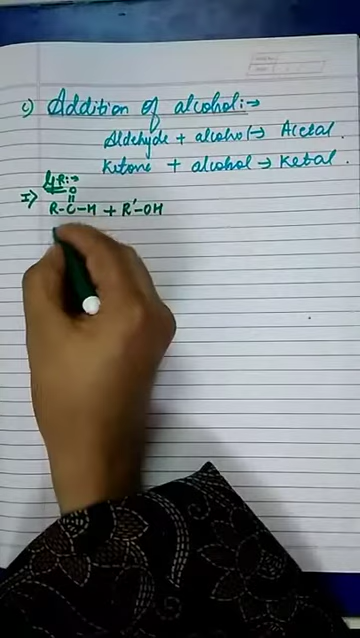 c) Addition of alcohol:→
Aldehyde + alcohol → Acetal.
Ketone + alcohol → Ketal.
G.R:→
O
I> R-C-H + R'-OH